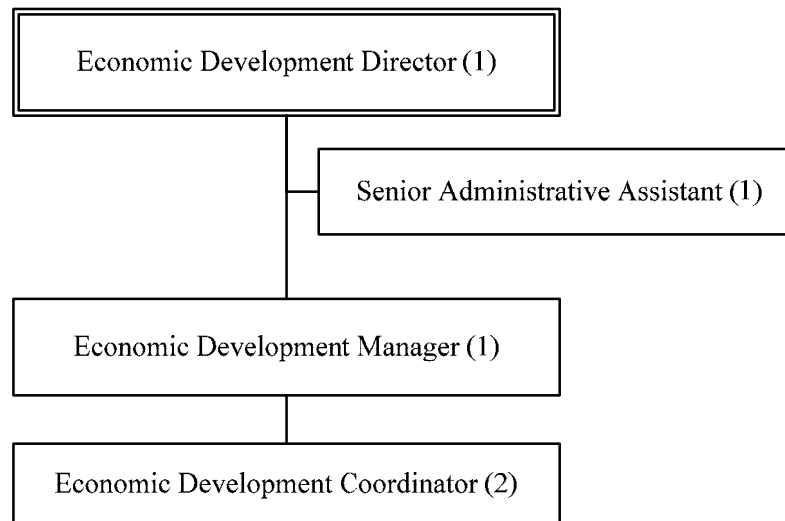 Economic Development Director (1)
Senior Administrative Assistant (1)
Economic Development Manager (1)
Economic Development Coordinator (2)